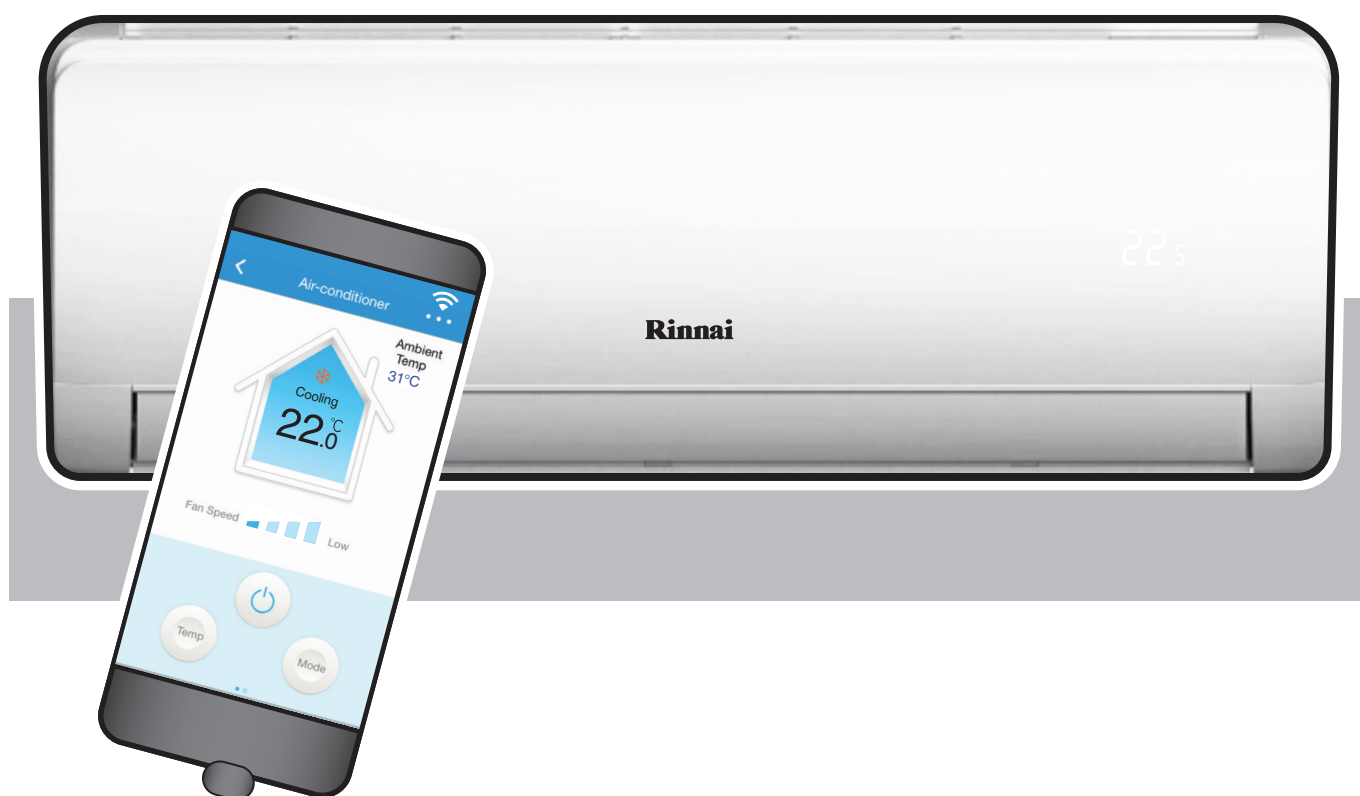 22.5
Rinnai
Air-conditioner
Ambient
Temp
31°C
Cooling
22.0 °C
Fan Speed
Low
Temp
Mode